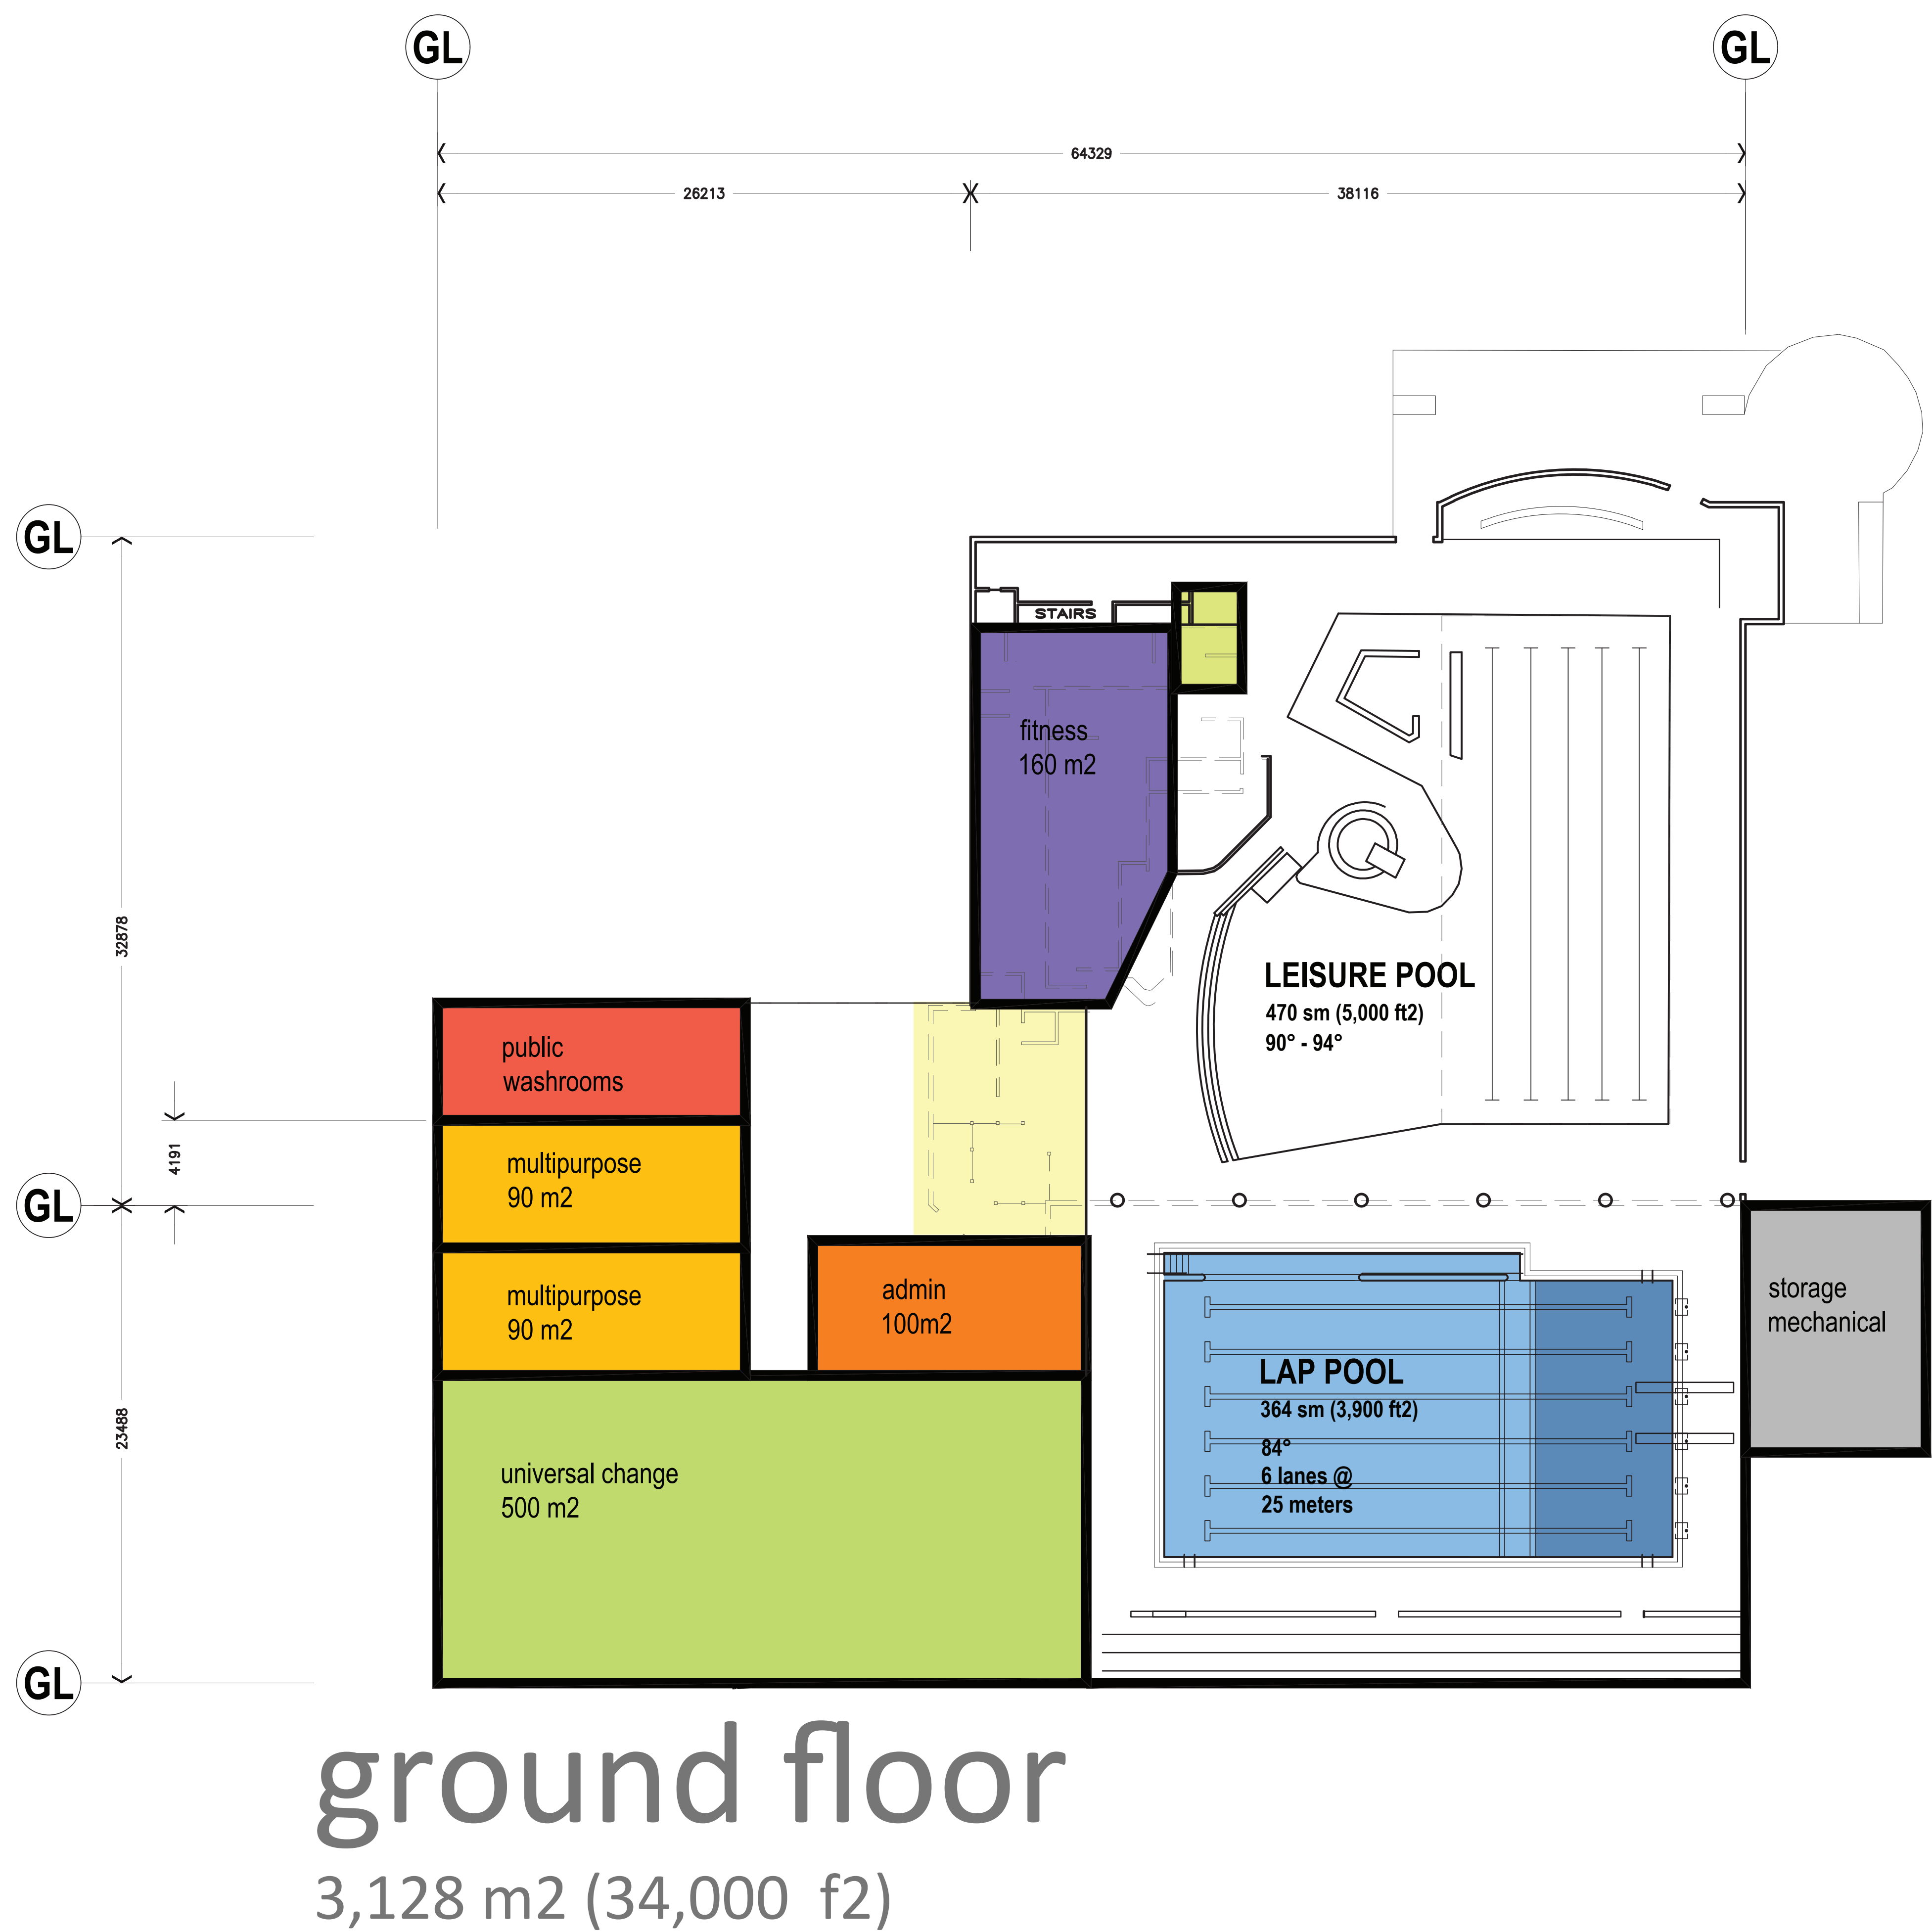 GL
GL
64329
26213
38116
GL
STAIRS
fitness
160 m2
32878
LEISURE POOL
470 sm (5,000 ft2)
90° - 94°
public
washrooms
4191
multipurpose
90 m2
GL
multipurpose
90 m2
admin
100m2
storage
mechanical
LAP POOL
364 sm (3,900 ft2)
84°
6 lanes @
25 meters
23488
universal change
500 m2
GL
ground floor
3,128 m2 (34,000 f2)